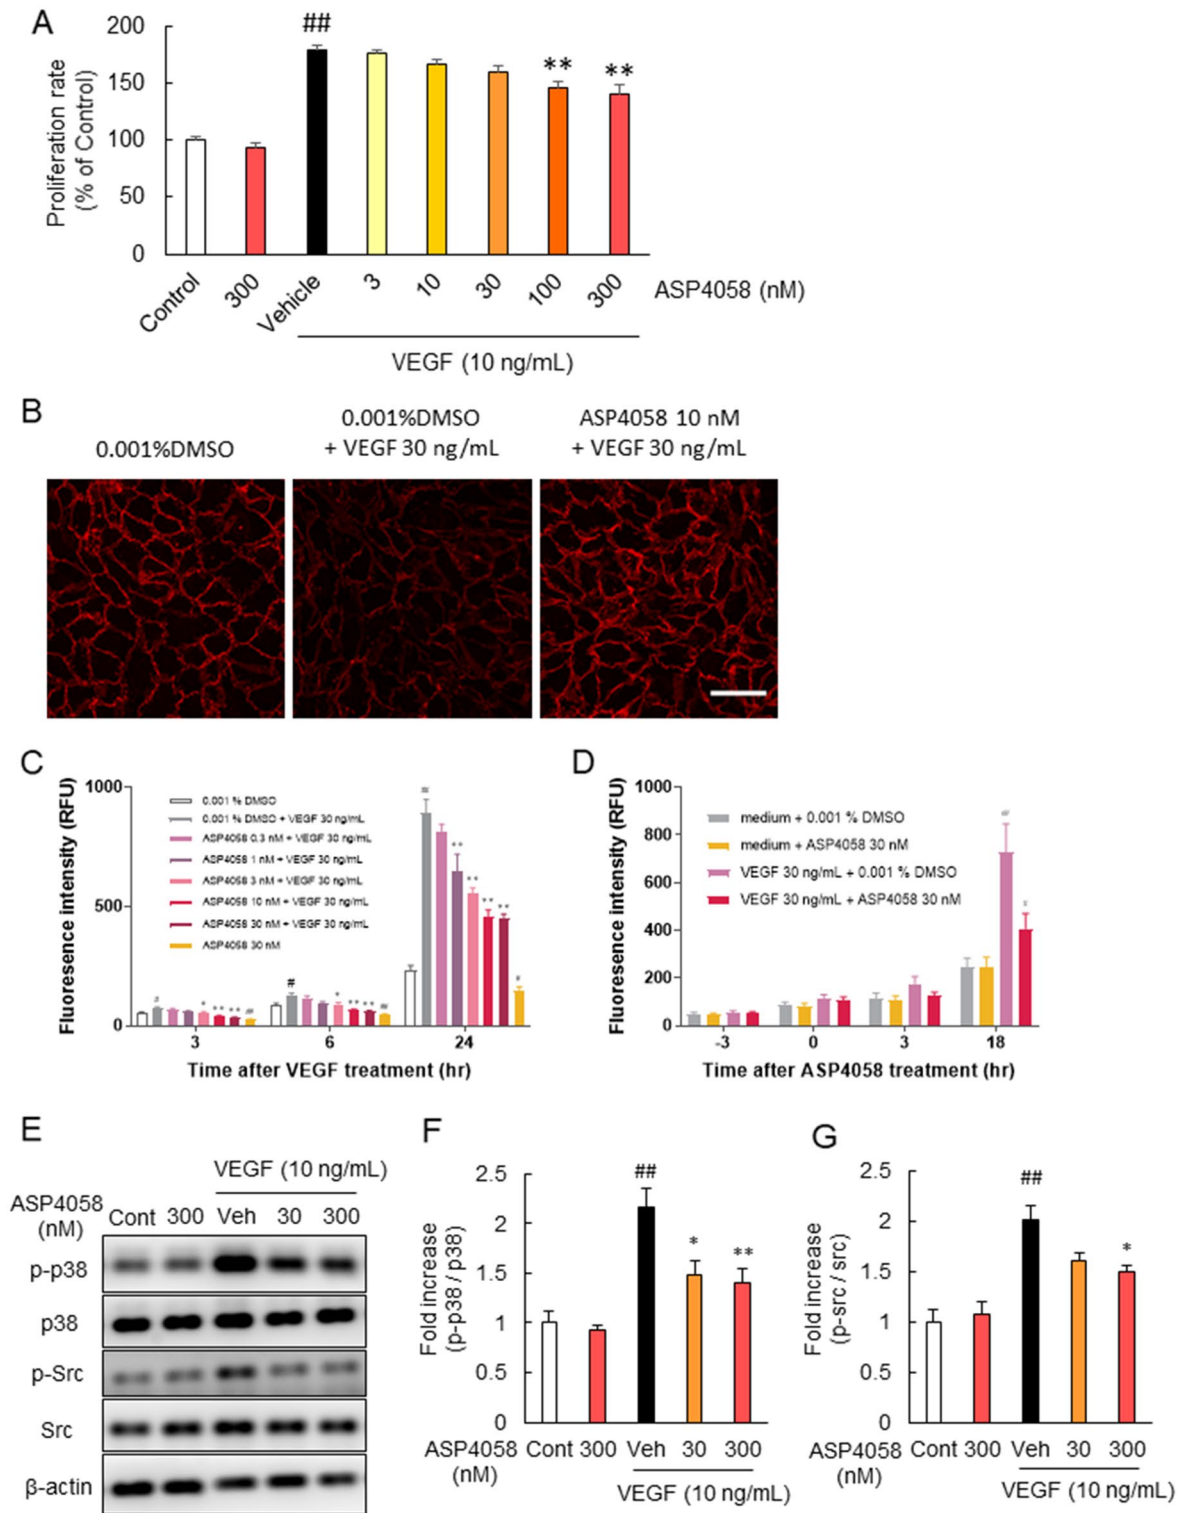 A
Proliferation rate
(% of Control)
200
150
100
50
0
##
**
**
Control
300
Vehicle
3
10
30
100
300
ASP4058 (nM)
VEGF (10 ng/mL)
B
0.001%DMSO
0.001%DMSO
+ VEGF 30 ng/mL
ASP4058 10 nM
+ VEGF 30 ng/mL
C
Fluoresence intensity (RFU)
1000
500
0
0.001 % DMSO
0.001 % DMSO + VEGF 30 ng/mL
ASP4058 0.3 nM + VEGF 30 ng/mL
ASP4058 1 nM + VEGF 30 ng/mL
ASP4058 3 nM + VEGF 30 ng/mL
ASP4058 10 nM + VEGF 30 ng/mL
ASP4058 30 nM + VEGF 30 ng/mL
ASP4058 30 nM
#
*
**
**
##
#
*
**
**
##
##
**
**
**
**
#
3
6
24
Time after VEGF treatment (hr)
D
Fluoresence intensity (RFU)
1000
800
600
400
200
0
medium + 0.001 % DMSO
medium + ASP4058 30 nM
VEGF 30 ng/mL + 0.001 % DMSO
VEGF 30 ng/mL + ASP4058 30 nM
##
-3
0
3
18
Time after ASP4058 treatment (hr)
E
VEGF (10 ng/mL)
ASP4058
(nM)
Cont
300
Veh
30
300
p-p38
p38
p-Src
Src
β-actin
F
Fold increase
(p-p38 / p38)
2.5
2
1.5
1
0.5
0
##
*
**
ASP4058
(nM)
Cont
300
Veh
30
300
VEGF (10 ng/mL)
G
Fold increase
(p-src / src)
2.5
2
1.5
1
0.5
0
##
*
ASP4058
(nM)
Cont
300
Veh
30
300
VEGF (10 ng/mL)